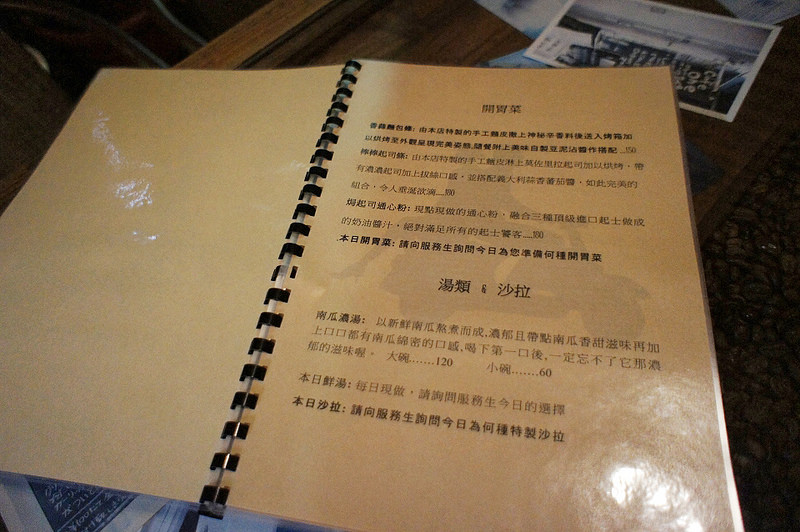 開胃菜
香蒜麵包條: 由本店特製的手工麵皮撒上神祕辛香料後送入烤箱加
以烘烤至外觀呈現完美姿態,隨餐附上美味自製豆泥沾醬作搭配
檸檬起司條: 由本店特製的手工麵皮淋上莫佐里拉起司加以烘烤，帶
有濃濃起司加上拔絲口感，並搭配義大利蒜香蕃茄醬，如此完美的
組合，令人垂涎欲滴
焗起司通心粉: 現點現做的通心粉，融合三種頂級進口起士做成
的奶油醬汁，絕對滿足所有的起士饕客
.本日開胃菜: 請向服務生詢問今日為您準備何種開胃菜
湯類 & 沙拉
南瓜濃湯: 以新鮮南瓜熬煮而成,濃郁且帶點南瓜香甜滋味再加
上口口都有南瓜綿密的口感,喝下第一口後,一定忘不了它那濃
郁的滋味喔。 大碗.......120 小碗.......60
本日鮮湯: 每日現做，請詢問服務生今日的選擇
本日沙拉: 請向服務生詢問今日為何種特製沙拉